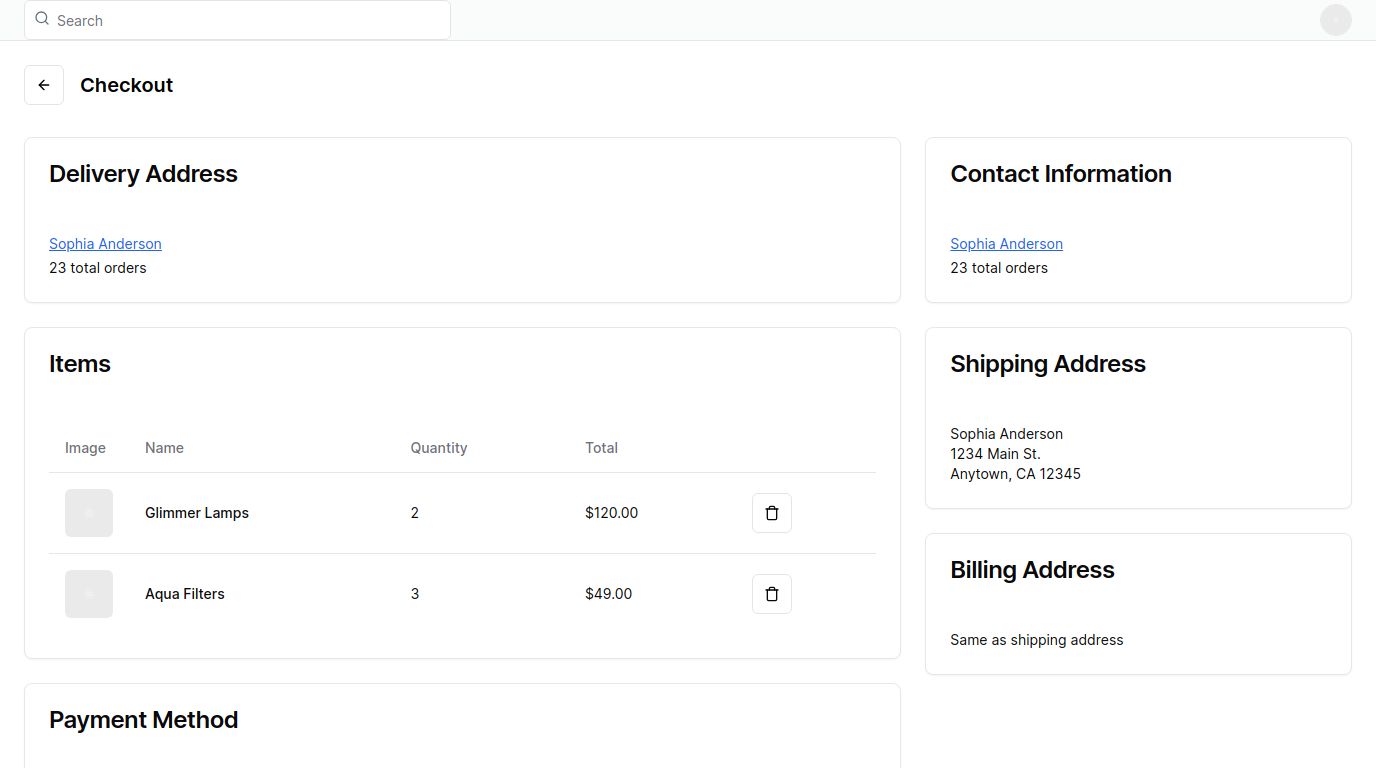 Search
Checkout
Delivery Address
Sophia Anderson
23 total orders
Contact Information
Sophia Anderson
23 total orders
Items
Image Name Quantity Total
Glimmer Lamps 2 $120.00
Aqua Filters 3 $49.00
Shipping Address
Sophia Anderson
1234 Main St.
Anytown, CA 12345
Billing Address
Same as shipping address
Payment Method